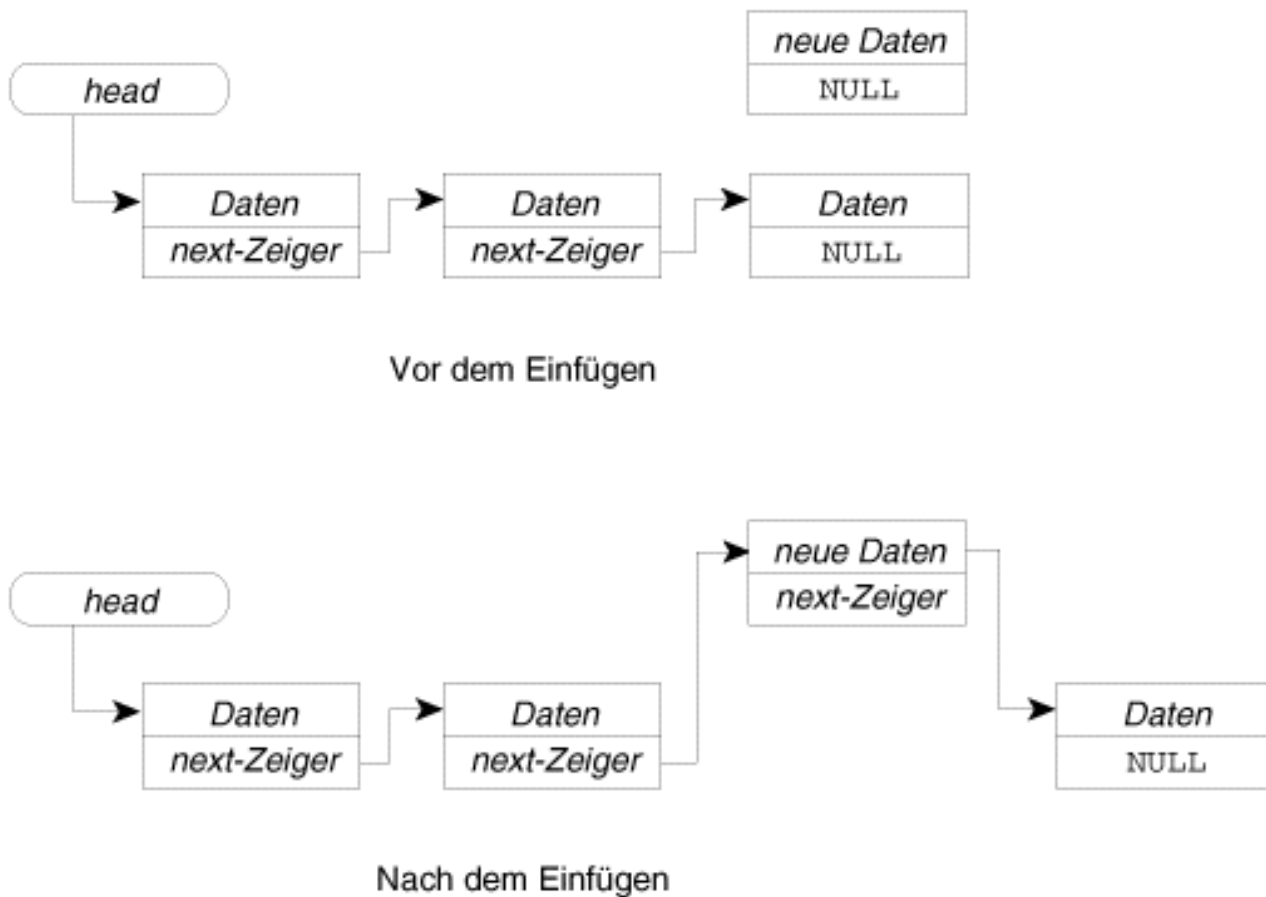 neue Daten
NULL
head
Daten
next-Zeiger
Daten
next-Zeiger
Daten
NULL
Vor dem Einfügen
neue Daten
next-Zeiger
head
Daten
next-Zeiger
Daten
next-Zeiger
Daten
NULL
Nach dem Einfügen